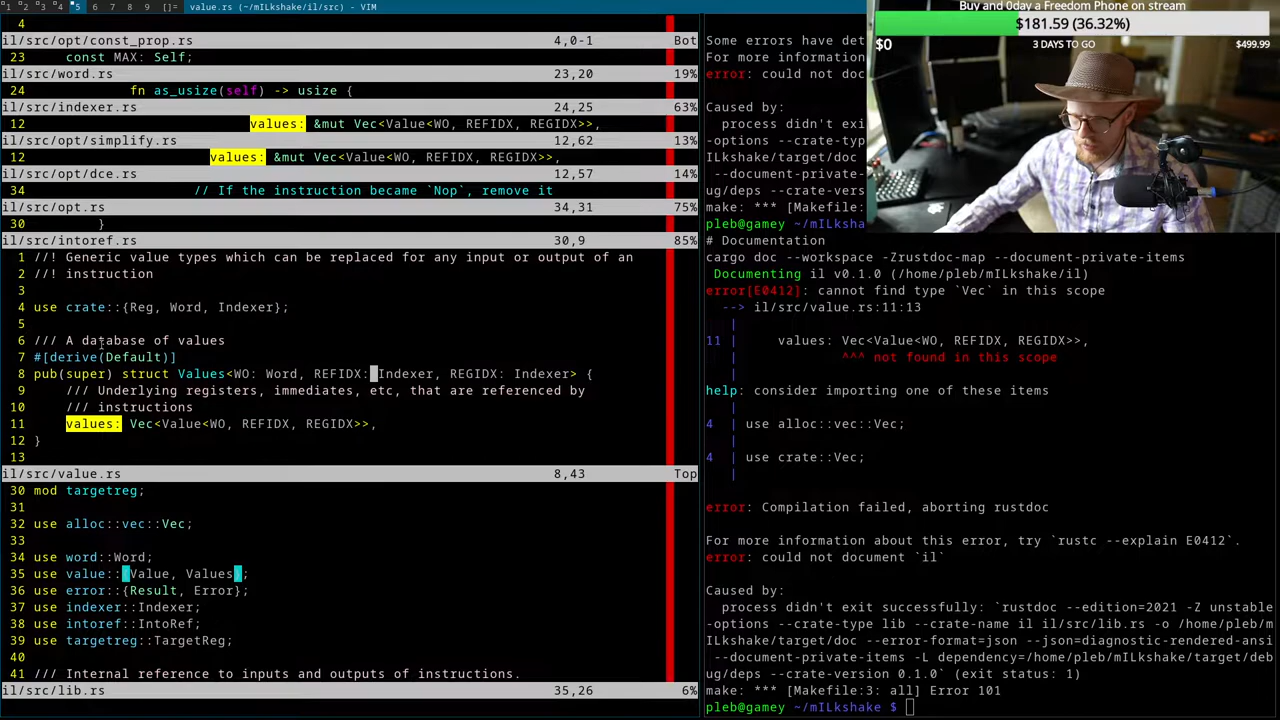 1 2 3 4 5 6 7 8 9 []= value.rs (~/mILkshake/il/src) - VIM
4
il/src/opt/const_prop.rs 4,0-1 Bot
23 const MAX: Self;
il/src/word.rs 23,20 19%
24 fn as_usize(self) -> usize {
il/src/indexer.rs 24,25 63%
12 values: &mut Vec<Value<WO, REFIDX, REGIDX>>,
il/src/opt/simplify.rs 12,62 13%
12 values: &mut Vec<Value<WO, REFIDX, REGIDX>>,
il/src/opt/dce.rs 12,57 14%
34 // If the instruction became `Nop`, remove it
il/src/opt.rs 34,31 75%
30 }
il/src/intoref.rs 30,9 85%
1 //! Generic value types which can be replaced for any input or output of an
2 //! instruction
3
4 use crate::{Reg, Word, Indexer};
5
6 /// A database of values
7 #[derive(Default)]
8 pub(super) struct Values<WO: Word, REFIDX: Indexer, REGIDX: Indexer> {
9 /// Underlying registers, immediates, etc, that are referenced by
10 /// instructions
11 values: Vec<Value<WO, REFIDX, REGIDX>>,
12 }
13
il/src/value.rs 8,43 Top
30 mod targetreg;
31
32 use alloc::vec::Vec;
33
34 use word::Word;
35 use value::{Value, Values};
36 use error::{Result, Error};
37 use indexer::Indexer;
38 use intoref::IntoRef;
39 use targetreg::TargetReg;
40
41 /// Internal reference to inputs and outputs of instructions.
il/src/lib.rs 35,26 6%
Some errors have det
For more information
error: could not doc
Caused by:
process didn't exi
-options --crate-typ
ILkshake/target/doc
--document-private-
ug/deps --crate-vers
make: *** [Makefile:
pleb@gamey ~/mILksha
# Documentation
cargo doc --workspace -Zrustdoc-map --document-private-items
Documenting il v0.1.0 (/home/pleb/mILkshake/il)
error[E0412]: cannot find type `Vec` in this scope
--> il/src/value.rs:11:13
|
11 | values: Vec<Value<WO, REFIDX, REGIDX>>,
| ^^^ not found in this scope
|
help: consider importing one of these items
|
4 | use alloc::vec::Vec;
|
4 | use crate::Vec;
|
error: Compilation failed, aborting rustdoc
For more information about this error, try `rustc --explain E0412`.
error: could not document `il`
Caused by:
process didn't exit successfully: `rustdoc --edition=2021 -Z unstable
-options --crate-type lib --crate-name il il/src/lib.rs -o /home/pleb/m
ILkshake/target/doc --error-format=json --json=diagnostic-rendered-ansi
--document-private-items -L dependency=/home/pleb/mILkshake/target/deb
ug/deps --crate-version 0.1.0` (exit status: 1)
make: *** [Makefile:3: all] Error 101
pleb@gamey ~/mILkshake $
Buy and 0day a Freedom Phone on stream
$181.59 (36.32%)
$0 3 DAYS TO GO $499.99